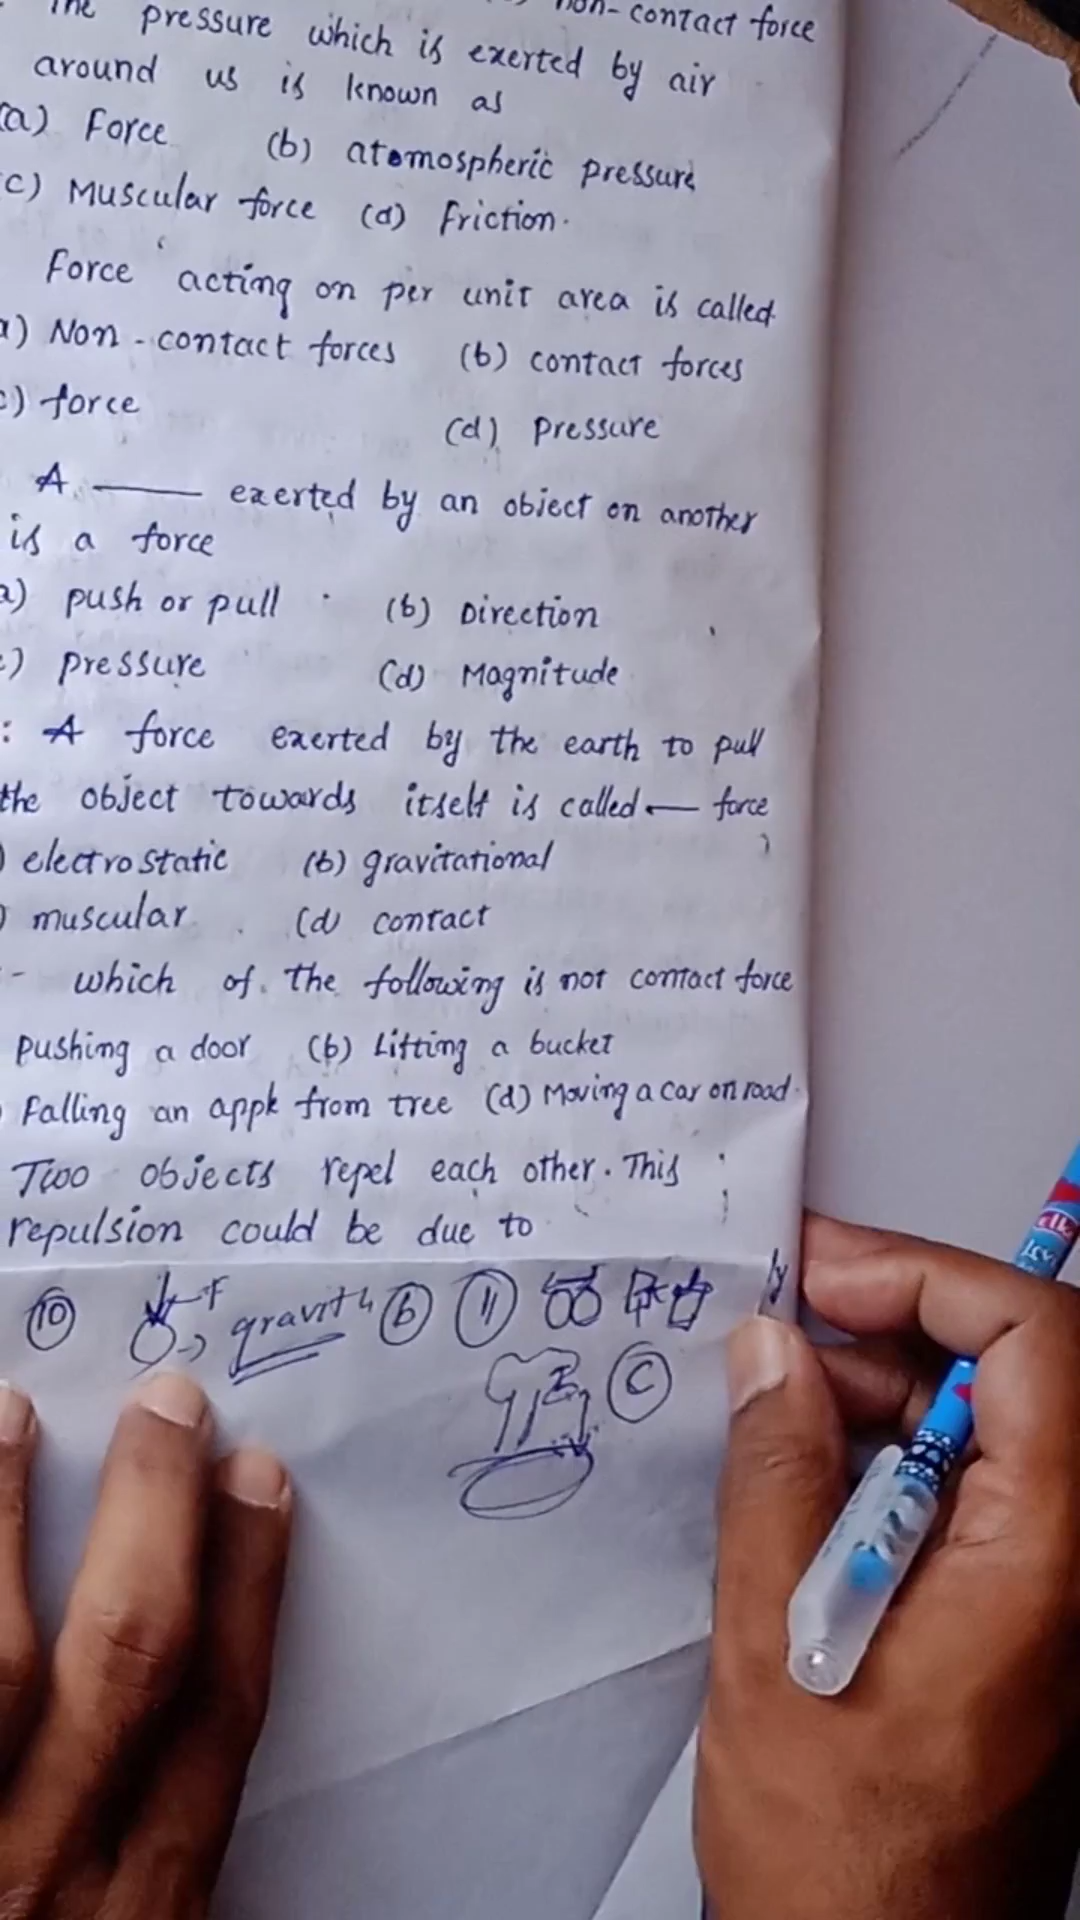 non-contact force
The pressure which is exerted by air
around us is known as
(a) Force (b) atomospheric pressure
(c) Muscular force (d) Friction.
Force acting on per unit area is called
a) Non-contact forces (b) contact forces
c) force
(d) Pressure
A ____ exerted by an object on another
is a force
a) push or pull (b) Direction
c) pressure (d) Magnitude
: A force exerted by the earth to pull
the object towards itself is called — force
) electrostatic (b) gravitational
) muscular (d) contact
:- which of the following is not contact force
pushing a door (b) Lifting a bucket
) Falling an apple from tree (d) Moving a car on road.
Two objects repel each other. This
repulsion could be due to
10 gravity b 11
C